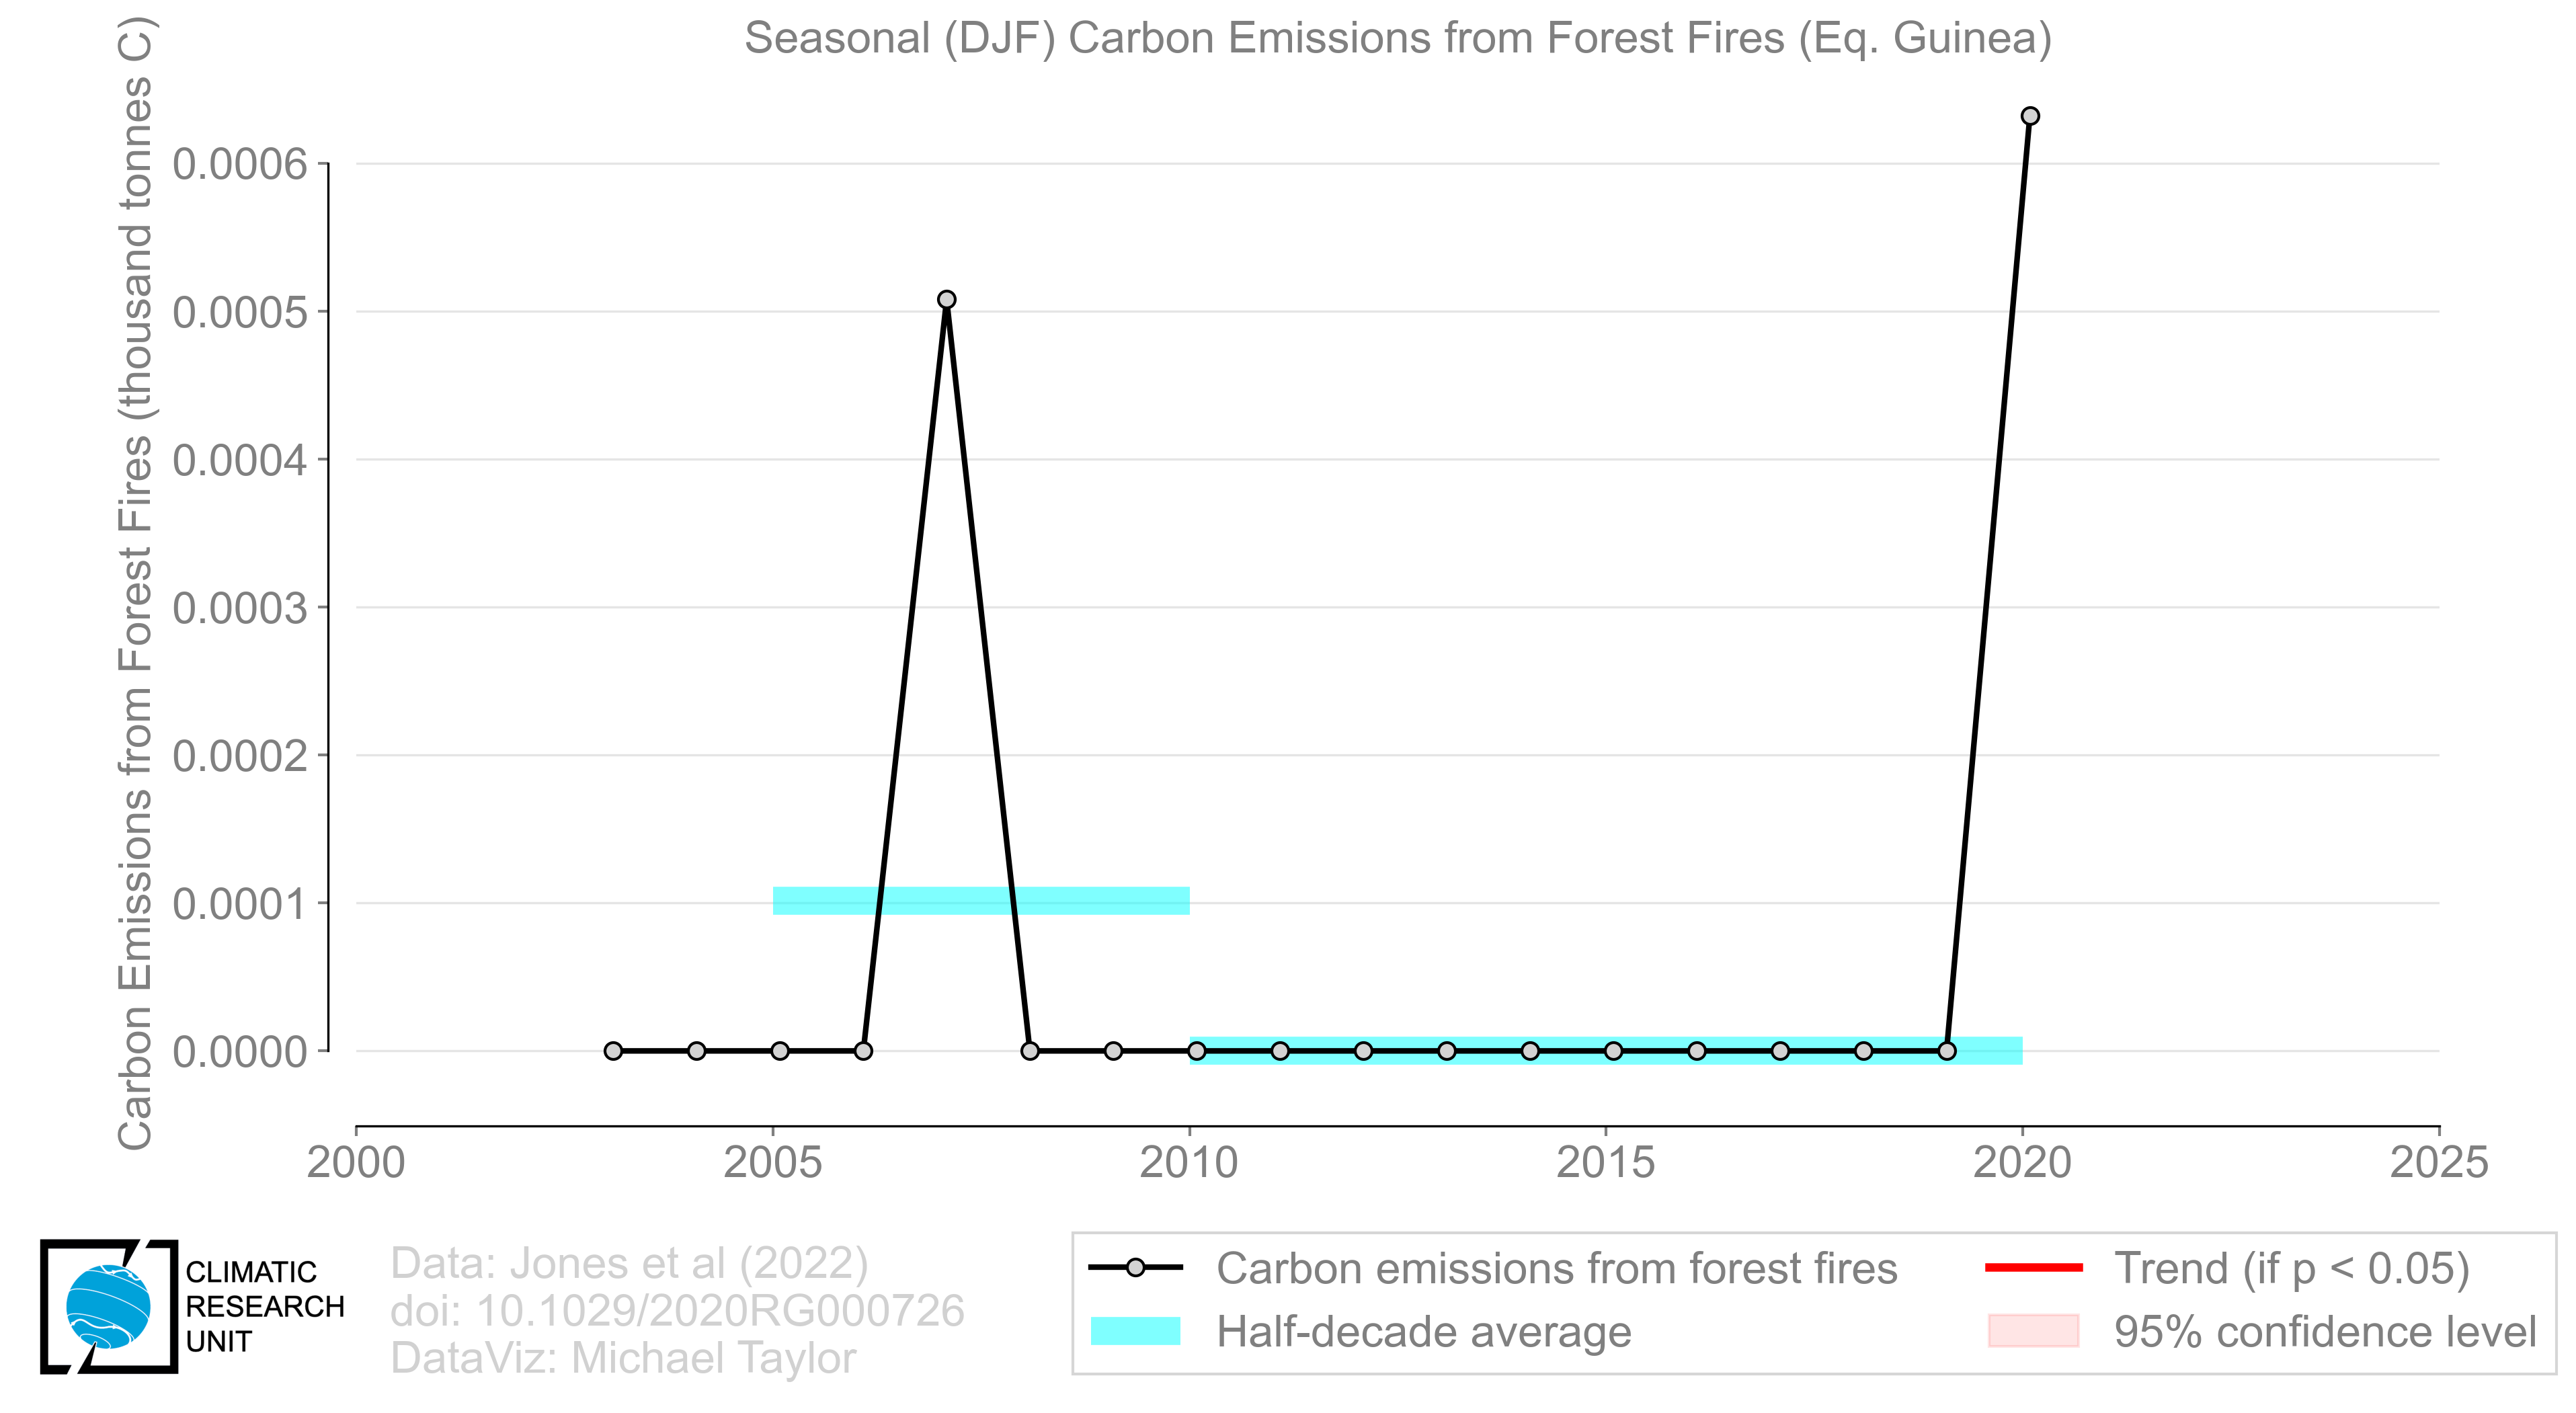 Seasonal (DJF) Carbon Emissions from Forest Fires (Eq. Guinea)
Carbon Emissions from Forest Fires (thousand tonnes C)
0.0006
0.0005
0.0004
0.0003
0.0002
0.0001
0.0000
2000 2005 2010 2015 2020 2025
CLIMATIC
RESEARCH
UNIT
Data: Jones et al (2022)
doi: 10.1029/2020RG000726
DataViz: Michael Taylor
Carbon emissions from forest fires
Half-decade average
Trend (if p < 0.05)
95% confidence level